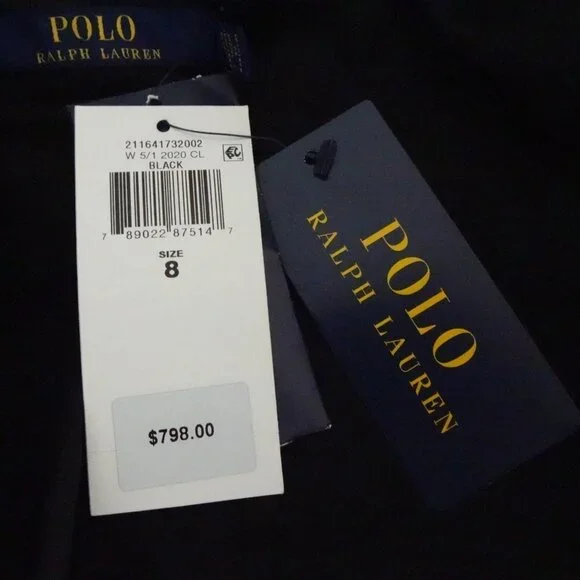 POLO
RALPH LAUREN
211641732002
W 5/1 2020 CL
BLACK
7 89022 87514 7
SIZE
8
$798.00
POLO
RALPH LAUREN